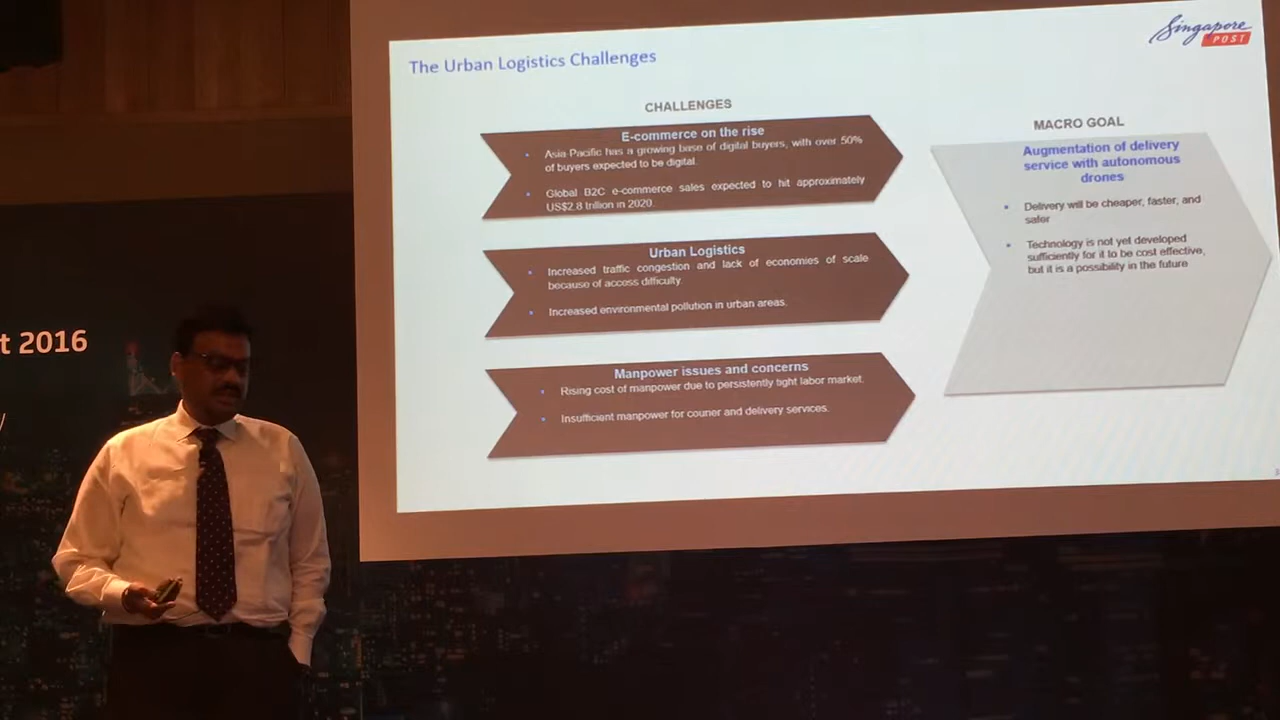 The Urban Logistics Challenges
Singapore
POST
CHALLENGES
E-commerce on the rise
Asia-Pacific has a growing base of digital buyers, with over 50%
of buyers expected to be digital.
Global B2C e-commerce sales expected to hit approximately
US$2.8 trillion in 2020.
Urban Logistics
Increased traffic congestion and lack of economies of scale
because of access difficulty.
Increased environmental pollution in urban areas.
Manpower issues and concerns
Rising cost of manpower due to persistently tight labor market.
Insufficient manpower for courier and delivery services.
MACRO GOAL
Augmentation of delivery
service with autonomous
drones
Delivery will be cheaper, faster, and
safer
Technology is not yet developed
sufficiently for it to be cost effective,
but it is a possibility in the future
t 2016